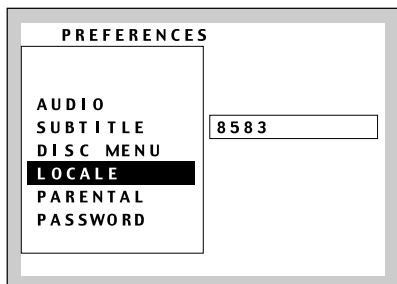 PREFERENCES
AUDIO
SUBTITLE
8583
DISC MENU
LOCALE
PARENTAL
PASSWORD